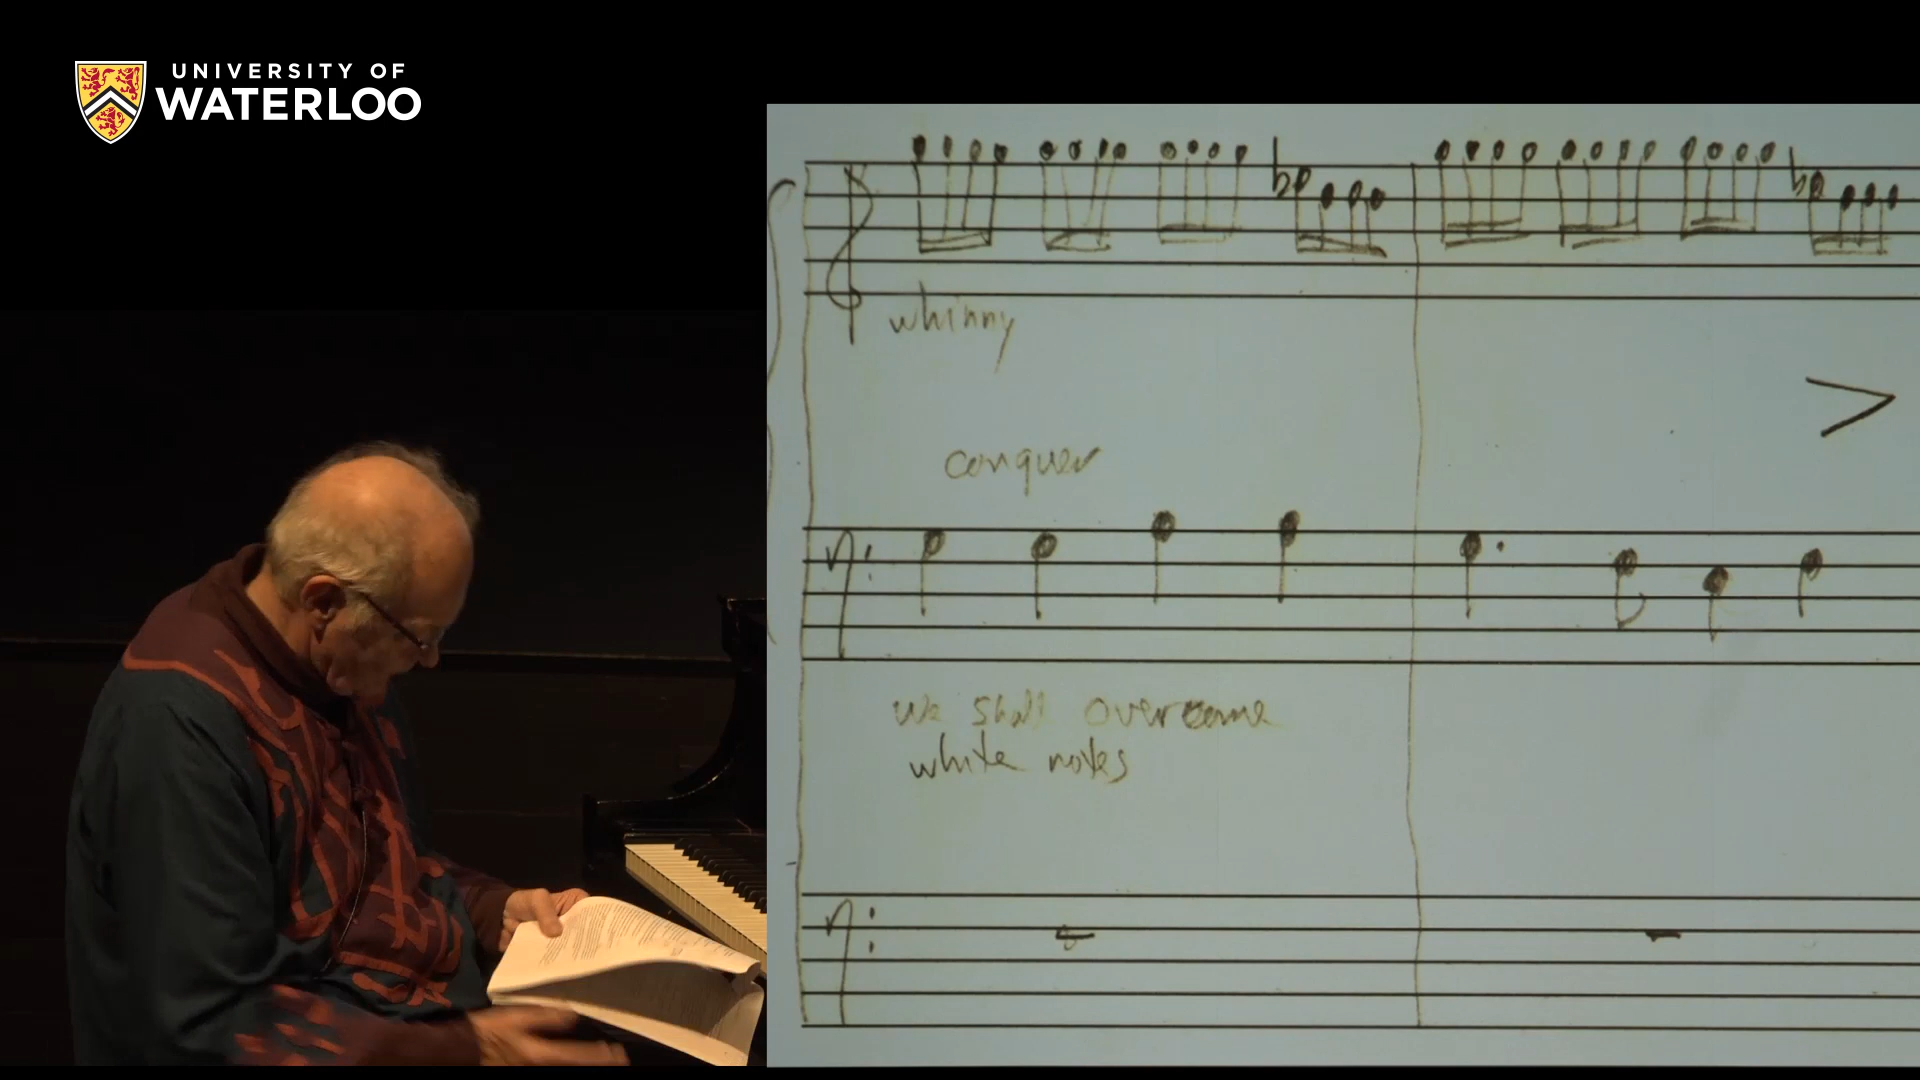 UNIVERSITY OF
WATERLOO
whinny
conquer
We shall overcome
white notes